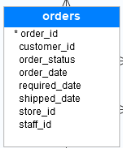 orders
* order_id
customer_id
order_status
order_date
required_date
shipped_date
store_id
staff_id